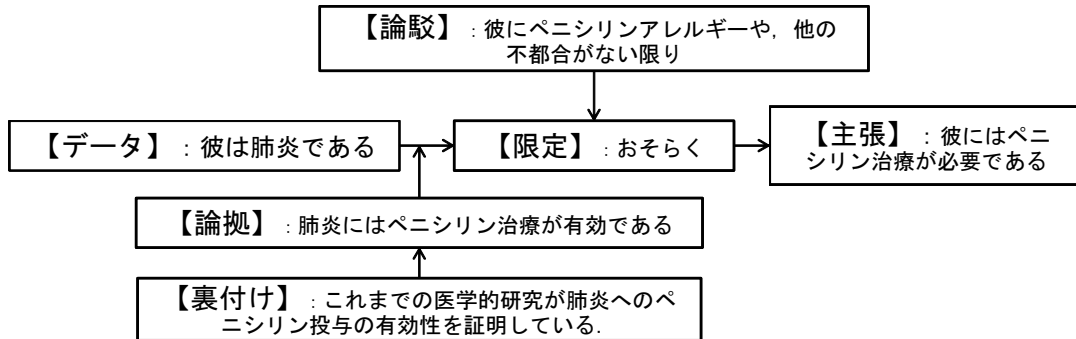 【論駁】：彼にペニシリンアレルギーや，他の
不都合がない限り
【データ】：彼は肺炎である
【限定】：おそらく
【主張】：彼にはペニ
シリン治療が必要である
【論拠】：肺炎にはペニシリン治療が有効である
【裏付け】：これまでの医学的研究が肺炎へのペ
ニシリン投与の有効性を証明している.